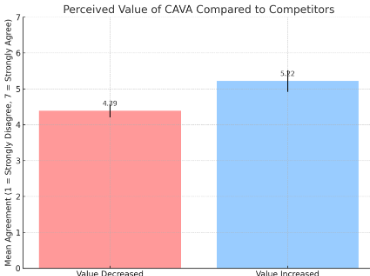 Perceived Value of CAVA Compared to Competitors
Mean Agreement (1 = Strongly Disagree, 7 = Strongly Agree)
7
6
5
4
3
2
1
0
4.39
5.22
Value Decreased
Value Increased